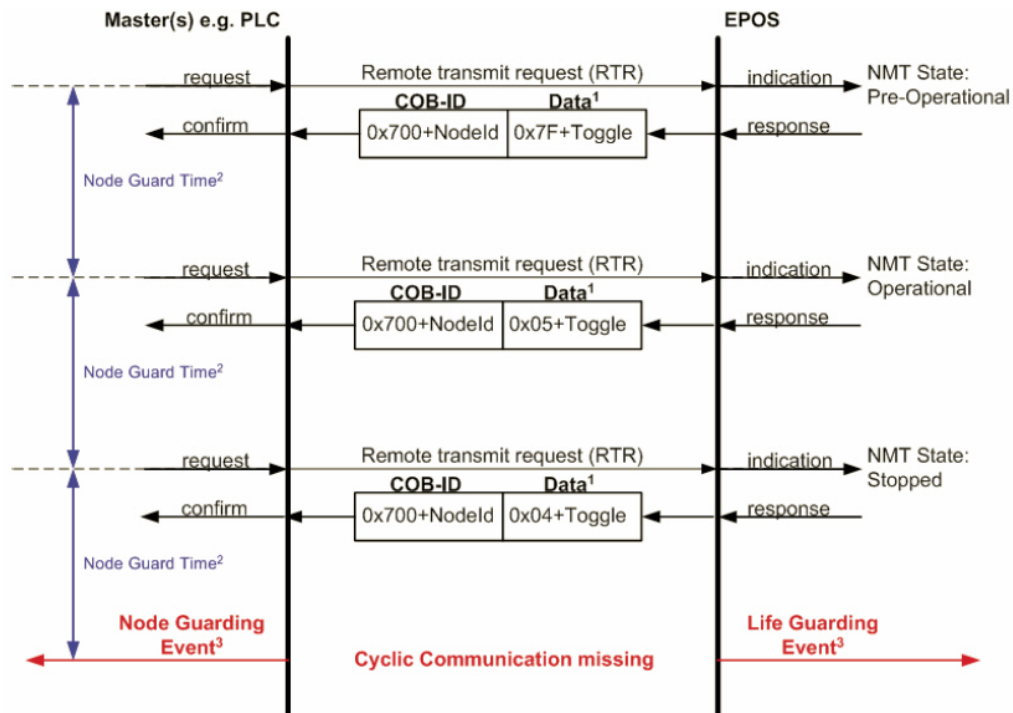 Master(s) e.g. PLC EPOS
request Remote transmit request (RTR) indication NMT State:
Pre-Operational
COB-ID Data¹
confirm 0x700+NodeId 0x7F+Toggle response
Node Guard Time²
request Remote transmit request (RTR) indication NMT State:
Operational
COB-ID Data¹
confirm 0x700+NodeId 0x05+Toggle response
Node Guard Time²
request Remote transmit request (RTR) indication NMT State:
Stopped
COB-ID Data¹
confirm 0x700+NodeId 0x04+Toggle response
Node Guard Time²
Node Guarding
Event³
Cyclic Communication missing
Life Guarding
Event³